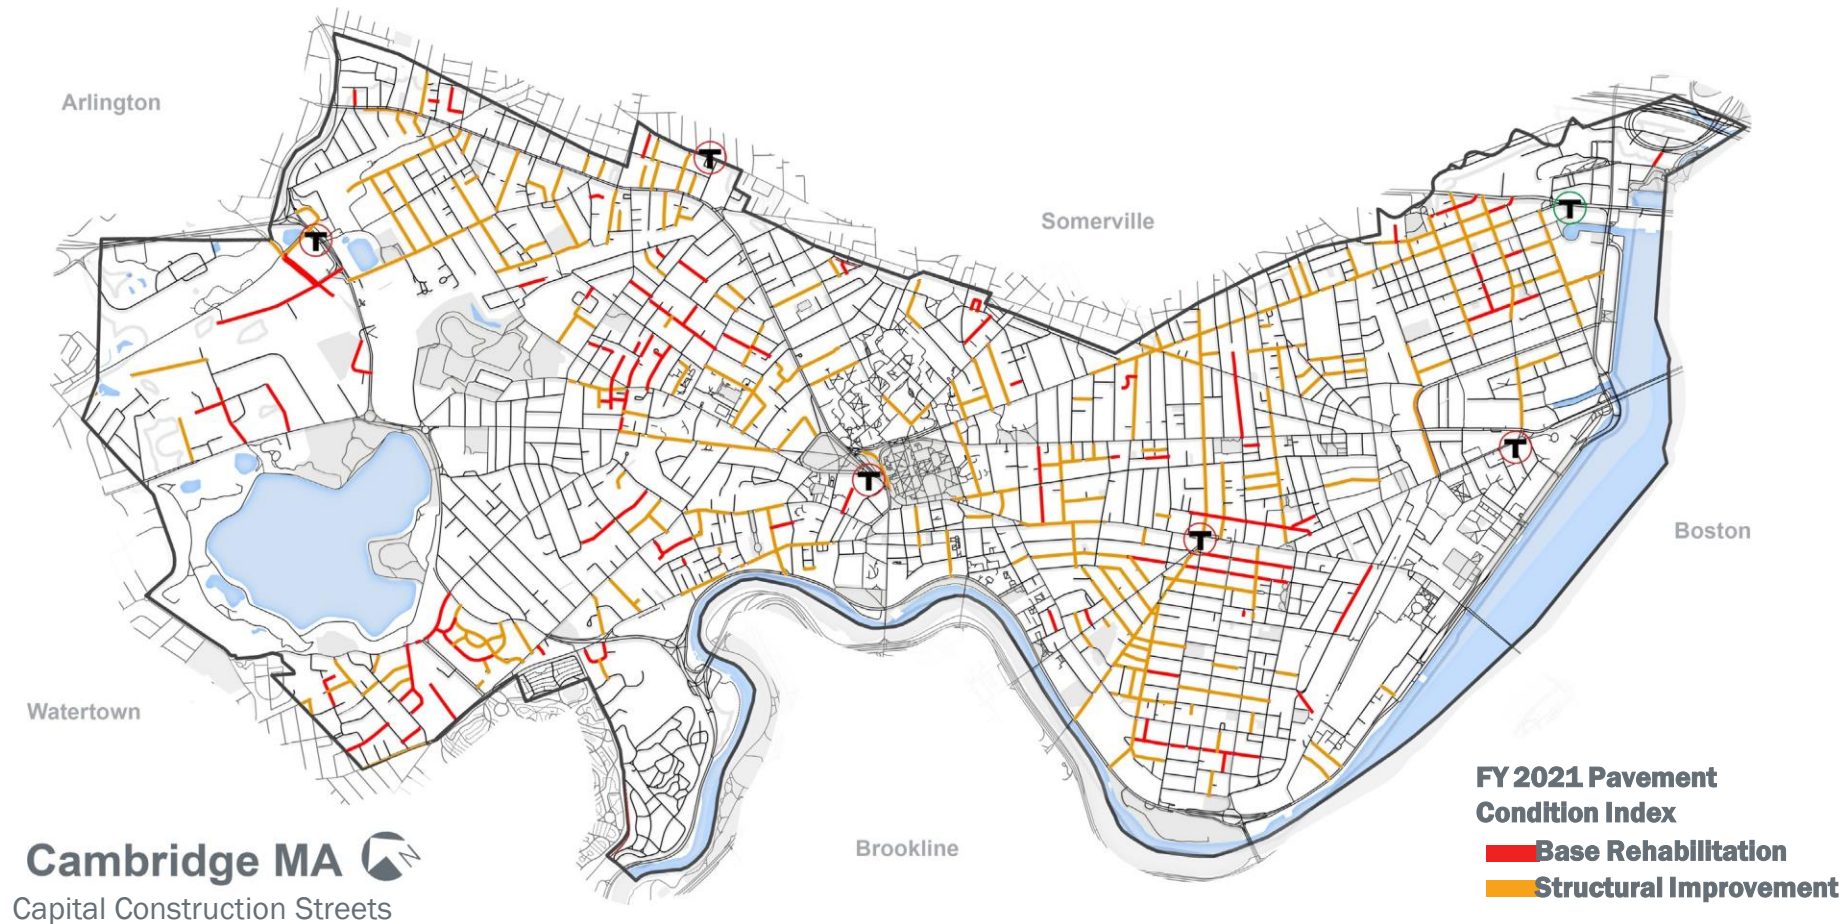 Arlington
Somerville
Boston
Watertown
Brookline
T
T
T
T
T
T
Cambridge MA
N
Capital Construction Streets
FY 2021 Pavement
Condition Index
Base Rehabilitation
Structural Improvement